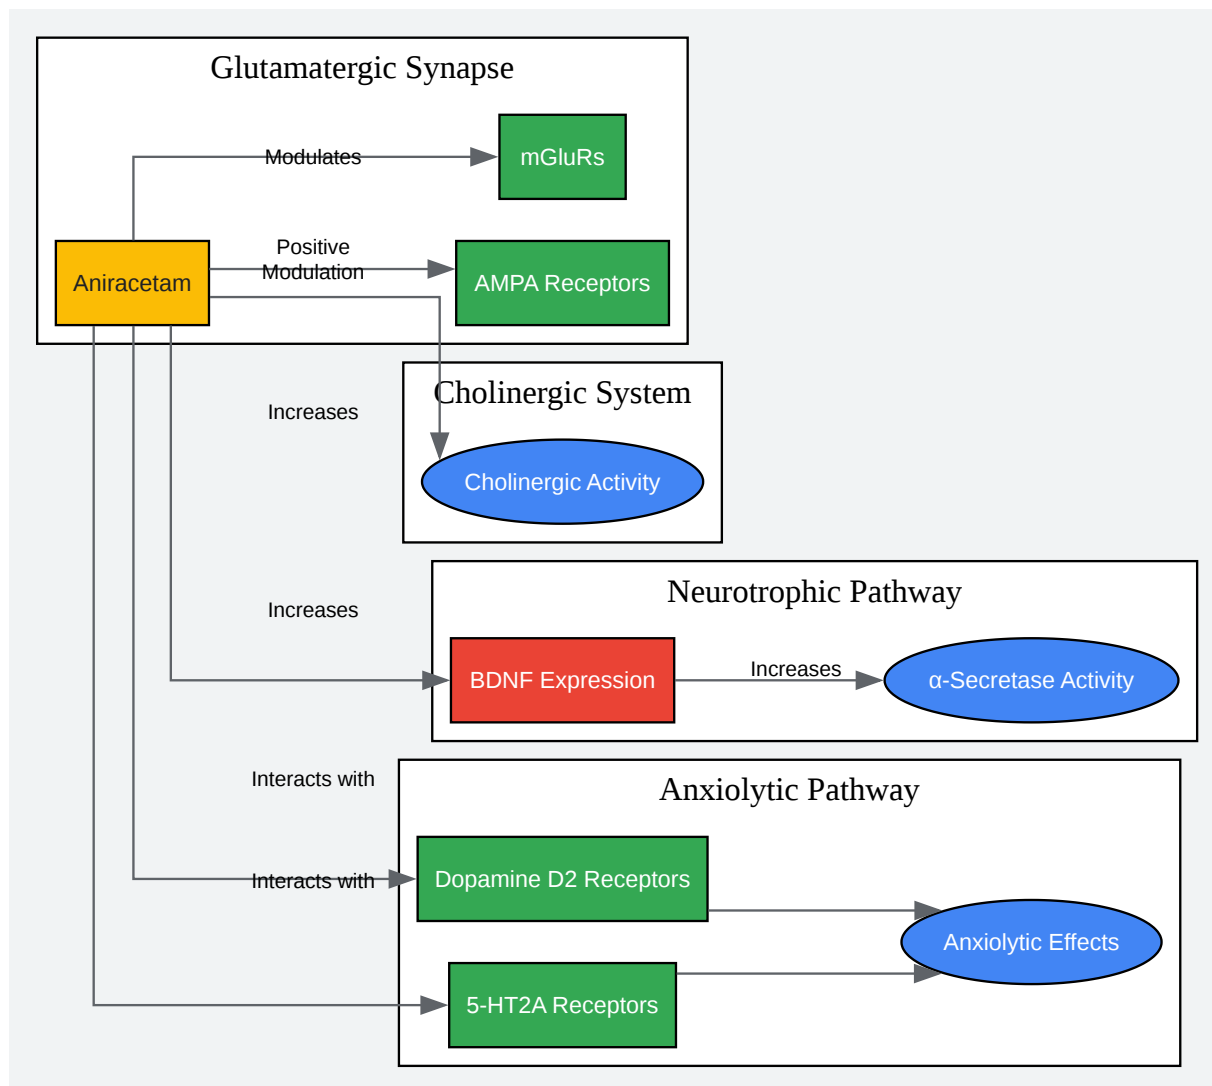 Glutamatergic Synapse
Modulates
mGluRs
Positive
Modulation
Aniracetam
AMPA Receptors
Cholinergic System
Increases
Cholinergic Activity
Neurotrophic Pathway
Increases
BDNF Expression
Increases
α-Secretase Activity
Interacts with
Anxiolytic Pathway
Interacts with
Dopamine D2 Receptors
Anxiolytic Effects
5-HT2A Receptors